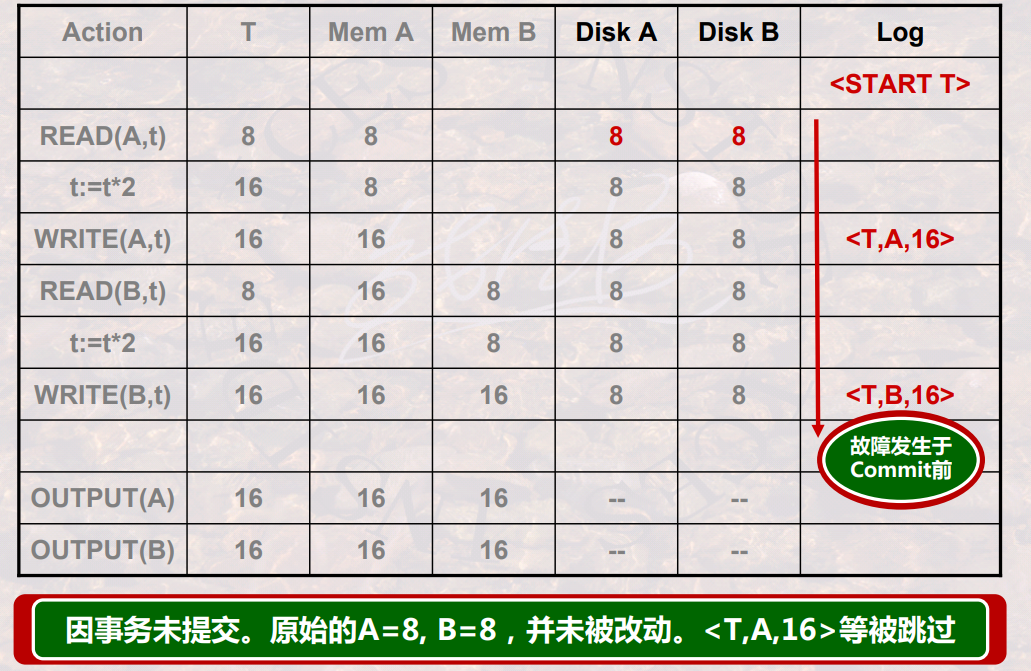 Action T Mem A Mem B Disk A Disk B Log
<START T>
READ(A,t) 8 8 8 8
t:=t*2 16 8 8 8
WRITE(A,t) 16 16 8 8 <T,A,16>
READ(B,t) 8 16 8 8 8
t:=t*2 16 16 8 8 8
WRITE(B,t) 16 16 16 8 8 <T,B,16>
故障发生于
Commit前
OUTPUT(A) 16 16 16 -- --
OUTPUT(B) 16 16 16 -- --
因事务未提交。原始的A=8, B=8，并未被改动。<T,A,16>等被跳过